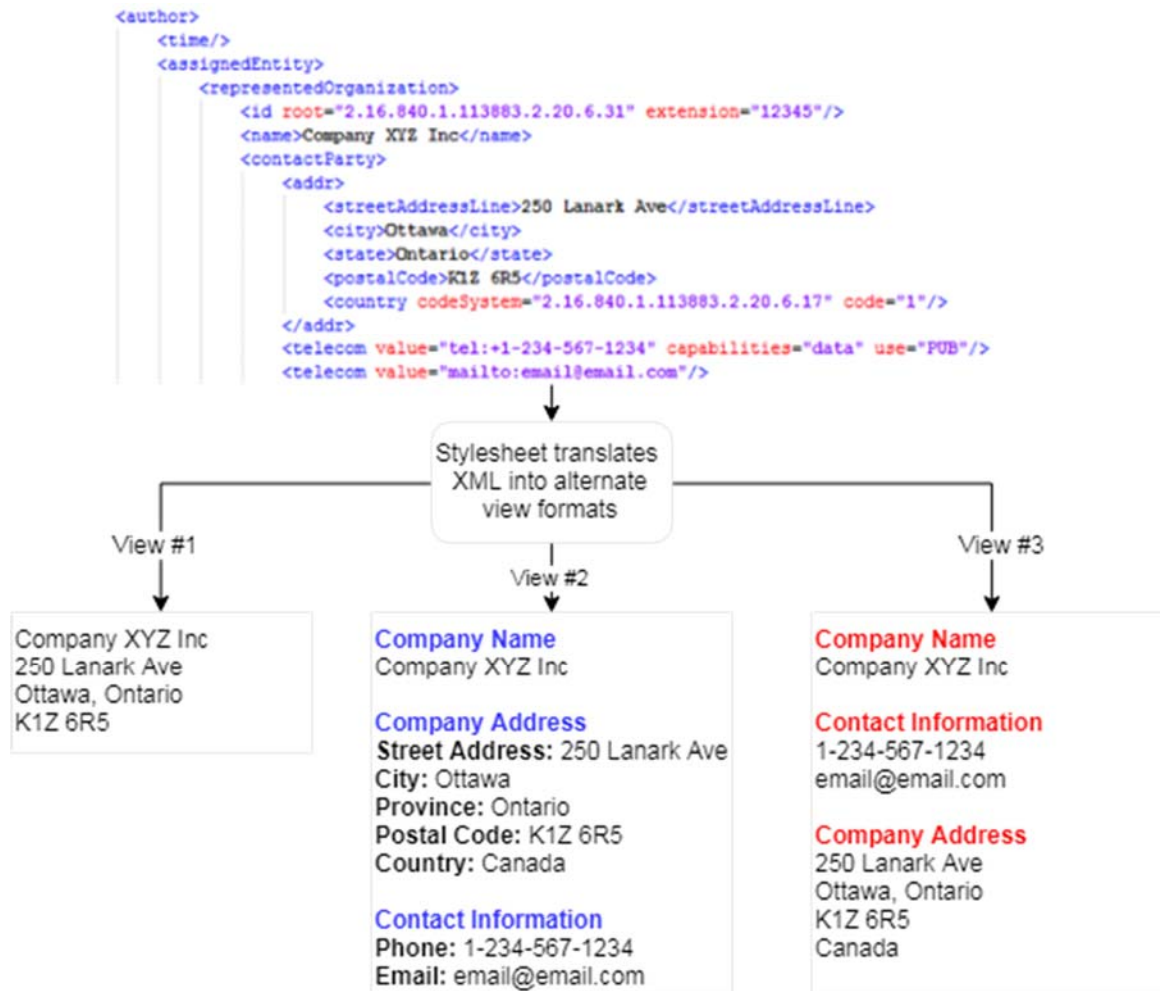 <author>
<time/>
<assignedEntity>
<representedOrganization>
<id root="2.16.840.1.113883.2.20.6.31" extension="12345"/>
<name>Company XYZ Inc</name>
<contactParty>
<addr>
<streetAddressLine>250 Lanark Ave</streetAddressLine>
<city>Ottawa</city>
<state>Ontario</state>
<postalCode>K1Z 6R5</postalCode>
<country codeSystem="2.16.840.1.113883.2.20.6.17" code="1"/>
</addr>
<telecom value="tel:+1-234-567-1234" capabilities="data" use="PUB"/>
<telecom value="mailto:email@email.com"/>
Stylesheet translates
XML into alternate
view formats
View #1
View #2
View #3
Company XYZ Inc
250 Lanark Ave
Ottawa, Ontario
K1Z 6R5
Company Name
Company XYZ Inc
Company Address
Street Address: 250 Lanark Ave
City: Ottawa
Province: Ontario
Postal Code: K1Z 6R5
Country: Canada
Contact Information
Phone: 1-234-567-1234
Email: email@email.com
Company Name
Company XYZ Inc
Contact Information
1-234-567-1234
email@email.com
Company Address
250 Lanark Ave
Ottawa, Ontario
K1Z 6R5
Canada